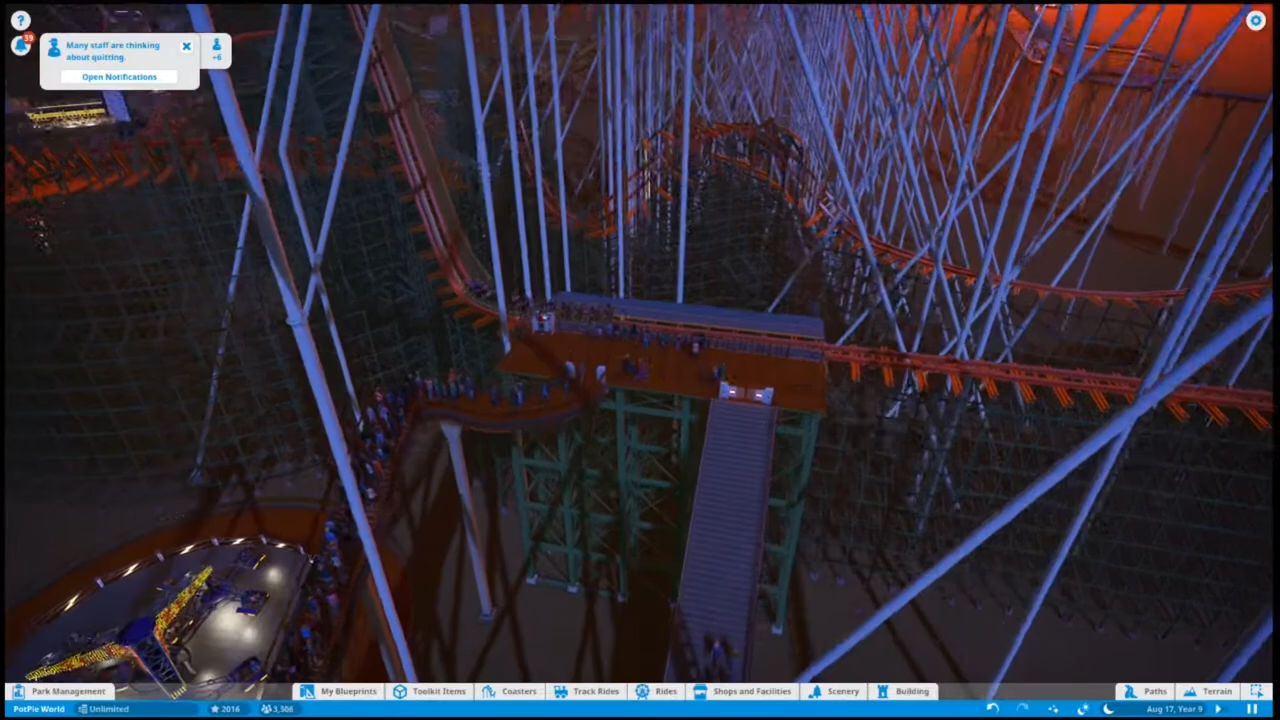 ?
39
Many staff are thinking
about quitting.
+6
Open Notifications
Park Management
My Blueprints
Toolkit Items
Coasters
Track Rides
Rides
Shops and Facilities
Scenery
Building
Paths
Terrain
PotPie World
Unlimited
2016
3,306
Aug 17, Year 9